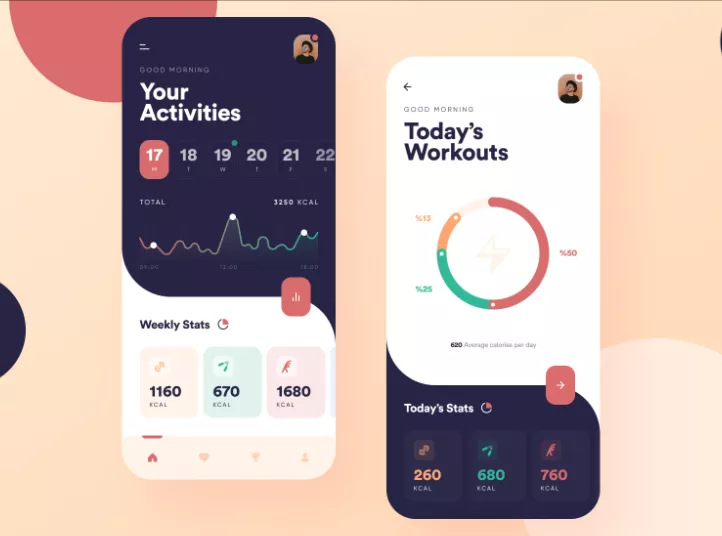 GOOD MORNING
Your
Activities
17 18 19 20 21 22
M T W T F S
TOTAL 3250 KCAL
09:00 12:00 18:00
Weekly Stats
1160 670 1680
KCAL KCAL KCAL
GOOD MORNING
Today's
Workouts
%13
%50
%25
620 Average calories per day
Today's Stats
260 680 760
KCAL KCAL KCAL